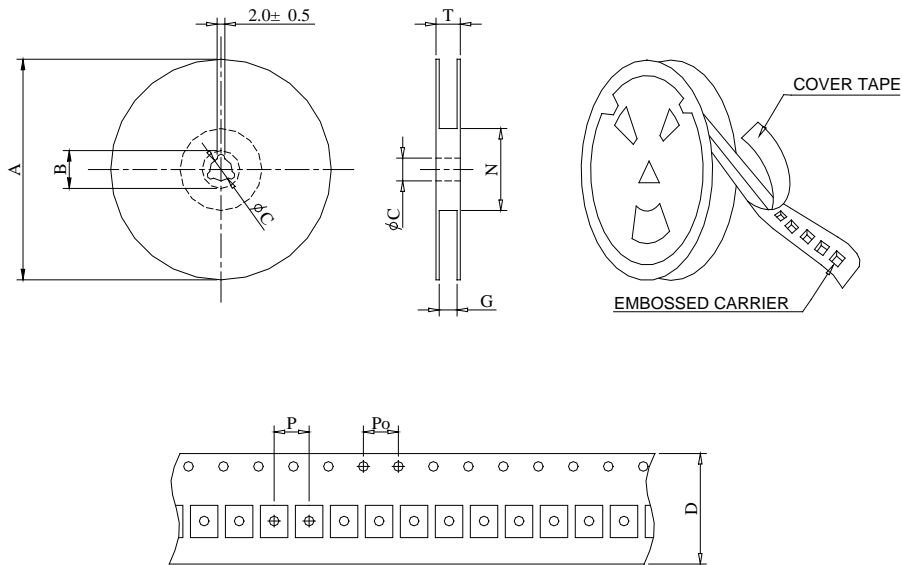 2.0± 0.5
T
COVER TAPE
A
B
φC
φC
N
G
EMBOSSED CARRIER
P
Po
D